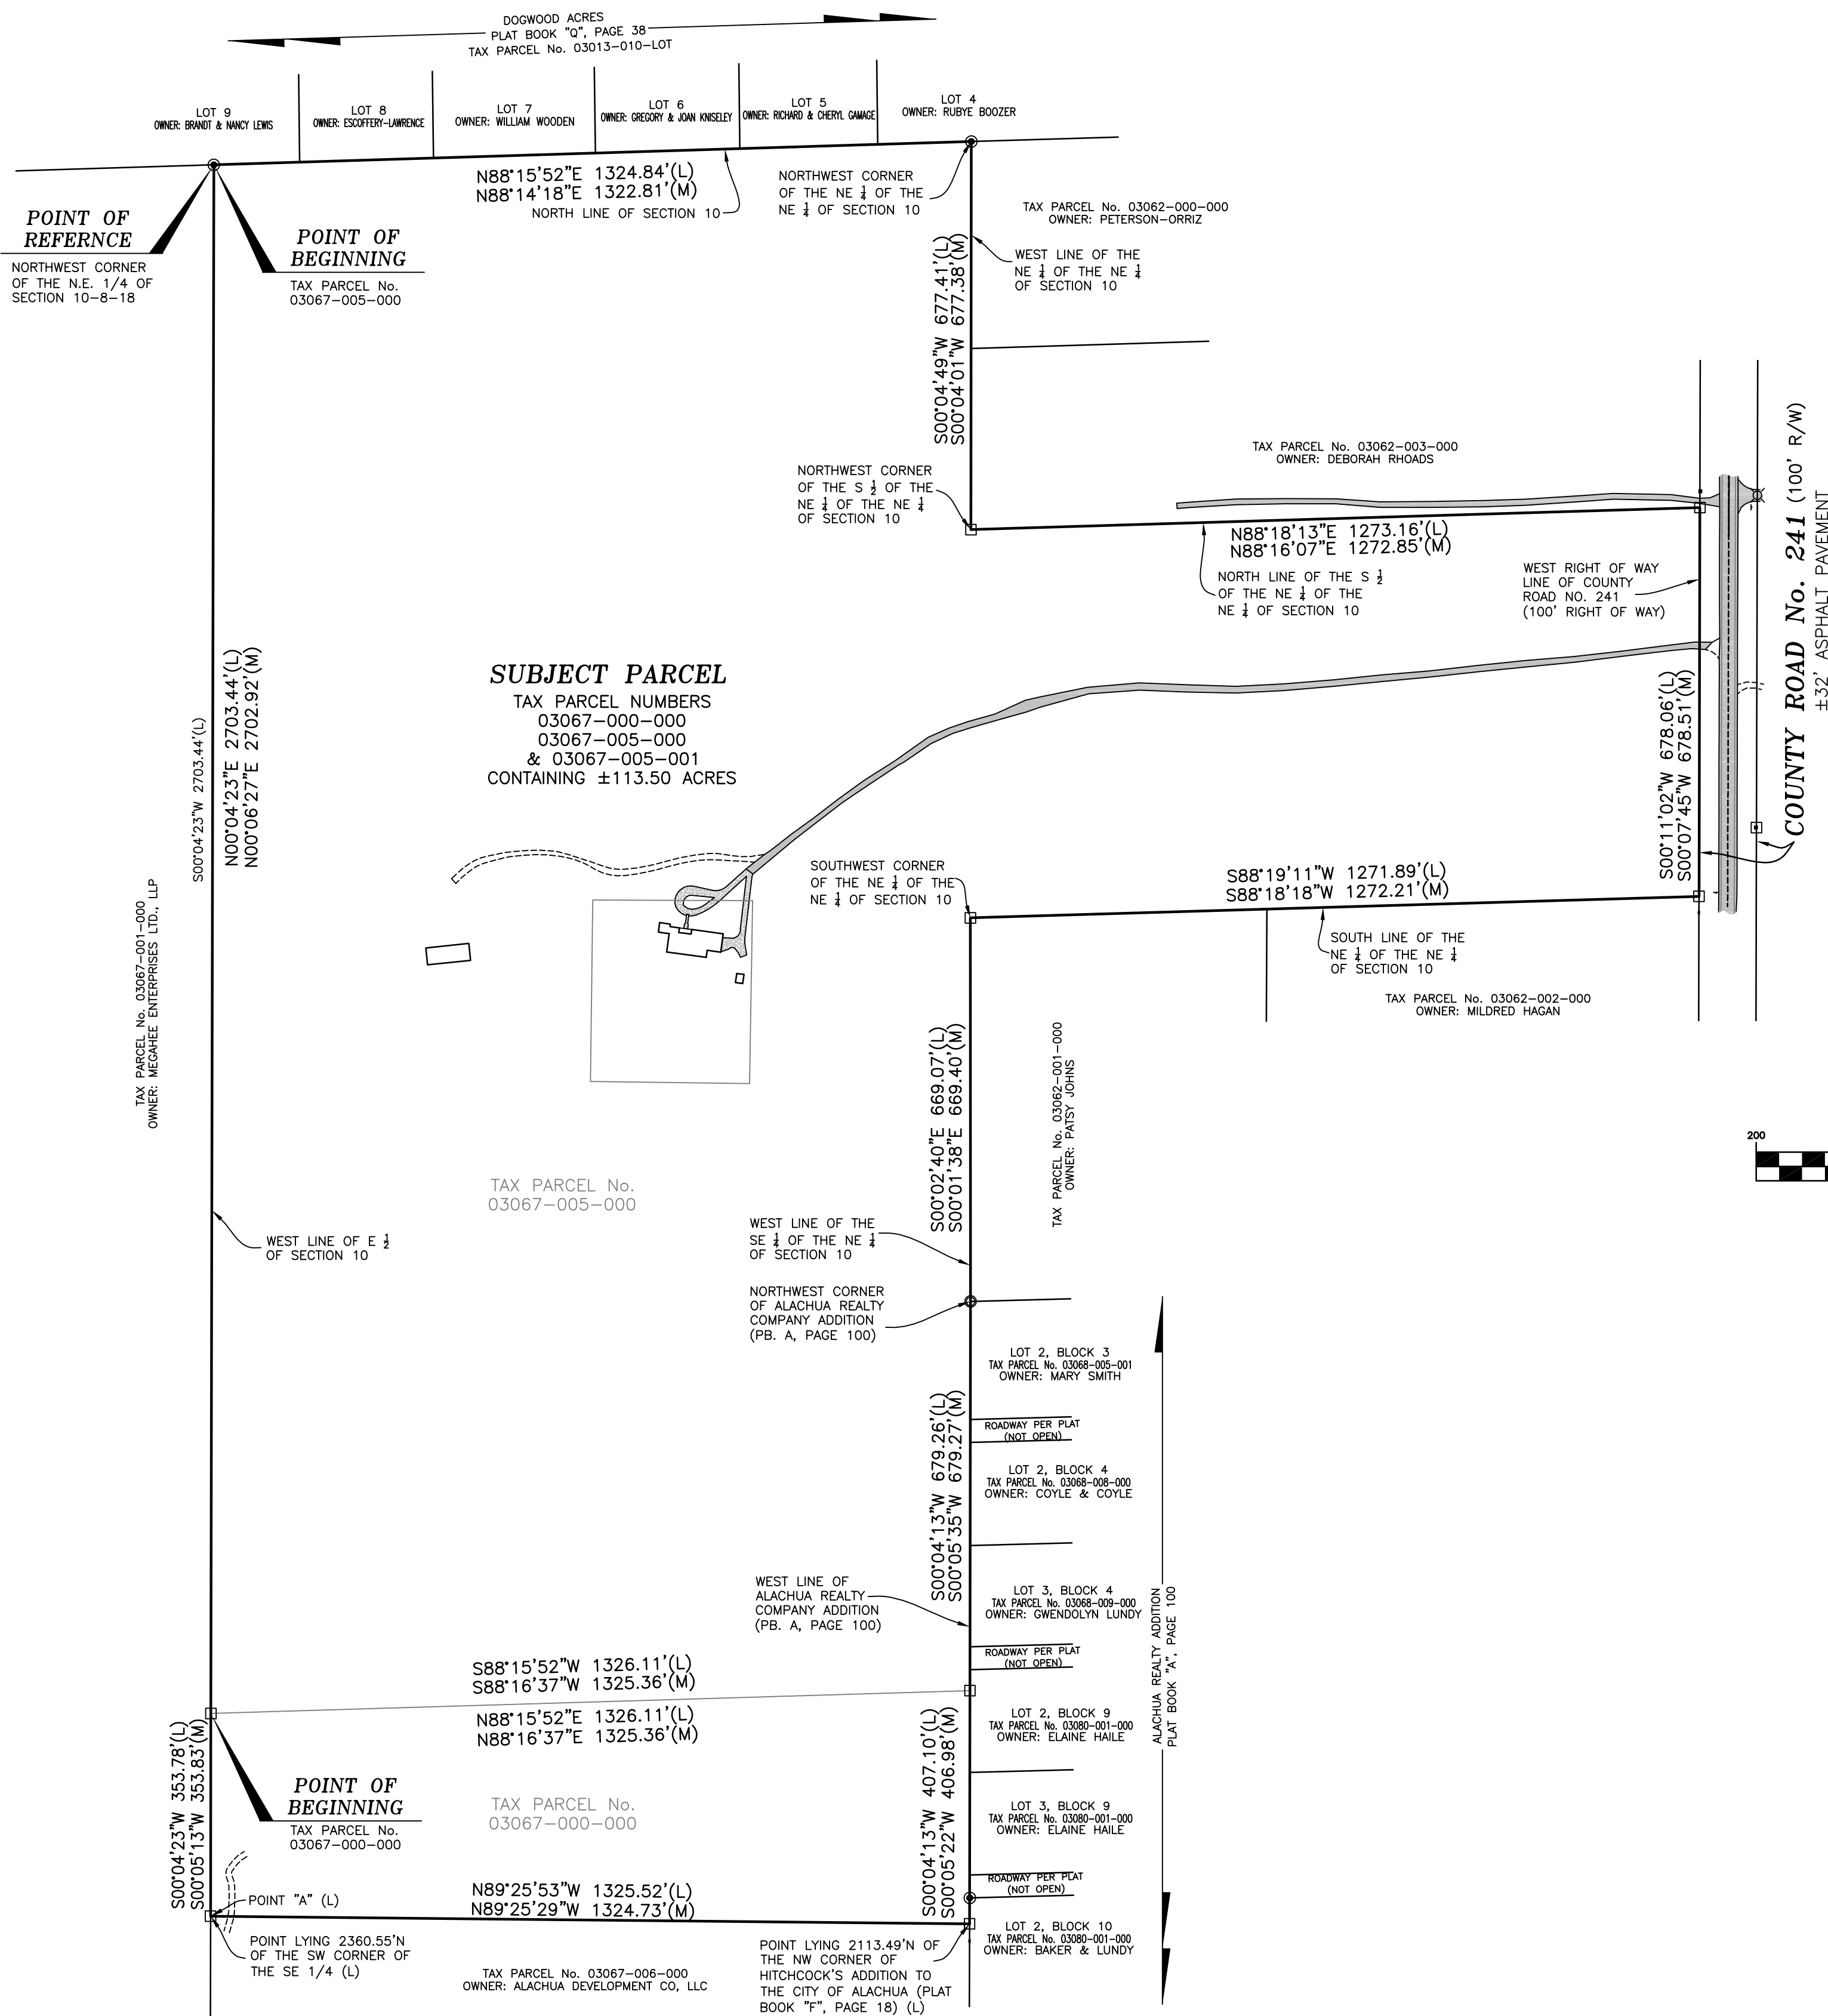 DOGWOOD ACRES
PLAT BOOK "Q", PAGE 38
TAX PARCEL No. 03013-010-LOT
LOT 9
OWNER: BRANDT & NANCY LEWIS
LOT 8
OWNER: ESCOFFERY-LAWRENCE
LOT 7
OWNER: WILLIAM WOODEN
LOT 6
OWNER: GREGORY & JOAN KNISELEY
LOT 5
OWNER: RICHARD & CHERYL GAMAGE
LOT 4
OWNER: RUBYE BOOZER
N88°15'52"E 1324.84'(L)
N88°14'18"E 1322.81'(M)
NORTH LINE OF SECTION 10
NORTHWEST CORNER
OF THE NE ¼ OF THE
NE ¼ OF SECTION 10
POINT OF
REFERNCE
NORTHWEST CORNER
OF THE N.E. 1/4 OF
SECTION 10-8-18
POINT OF
BEGINNING
TAX PARCEL No.
03067-005-000
TAX PARCEL No. 03062-000-000
OWNER: PETERSON-ORRIZ
WEST LINE OF THE
NE ¼ OF THE NE ¼
OF SECTION 10
S00°04'49"W 677.41'(L)
S00°04'01"W 677.38'(M)
NORTHWEST CORNER
OF THE S ½ OF THE
NE ¼ OF THE NE ¼
OF SECTION 10
TAX PARCEL No. 03062-003-000
OWNER: DEBORAH RHOADS
N88°18'13"E 1273.16'(L)
N88°16'07"E 1272.85'(M)
NORTH LINE OF THE S ½
OF THE NE ¼ OF THE
NE ¼ OF SECTION 10
WEST RIGHT OF WAY
LINE OF COUNTY
ROAD NO. 241
(100' RIGHT OF WAY)
COUNTY ROAD No. 241 (100' R/W)
±32' ASPHALT PAVEMENT
S00°11'02"W 678.06'(L)
S00°07'45"W 678.51'(M)
SUBJECT PARCEL
TAX PARCEL NUMBERS
03067-000-000
03067-005-000
& 03067-005-001
CONTAINING ±113.50 ACRES
S00°04'23"W 2703.44'(L)
N00°04'23"E 2703.44'(L)
N00°06'27"E 2702.92'(M)
TAX PARCEL No. 03067-001-000
OWNER: MEGAHEE ENTERPRISES LTD., LLP
SOUTHWEST CORNER
OF THE NE ¼ OF THE
NE ¼ OF SECTION 10
S88°19'11"W 1271.89'(L)
S88°18'18"W 1272.21'(M)
SOUTH LINE OF THE
NE ¼ OF THE NE ¼
OF SECTION 10
TAX PARCEL No. 03062-002-000
OWNER: MILDRED HAGAN
S00°02'40"E 669.07'(L)
S00°01'38"E 669.40'(M)
TAX PARCEL No. 03062-001-000
OWNER: PATSY JOHNS
200
TAX PARCEL No.
03067-005-000
WEST LINE OF E ½
OF SECTION 10
WEST LINE OF THE
SE ¼ OF THE NE ¼
OF SECTION 10
NORTHWEST CORNER
OF ALACHUA REALTY
COMPANY ADDITION
(PB. A, PAGE 100)
LOT 2, BLOCK 3
TAX PARCEL No. 03068-005-001
OWNER: MARY SMITH
ROADWAY PER PLAT
(NOT OPEN)
S00°04'13"W 679.26'(L)
S00°05'35"W 679.27'(M)
LOT 2, BLOCK 4
TAX PARCEL No. 03068-008-000
OWNER: COYLE & COYLE
WEST LINE OF
ALACHUA REALTY
COMPANY ADDITION
(PB. A, PAGE 100)
LOT 3, BLOCK 4
TAX PARCEL No. 03068-009-000
OWNER: GWENDOLYN LUNDY
ROADWAY PER PLAT
(NOT OPEN)
ALACHUA REALTY ADDITION
PLAT BOOK "A", PAGE 100
S88°15'52"W 1326.11'(L)
S88°16'37"W 1325.36'(M)
N88°15'52"E 1326.11'(L)
N88°16'37"E 1325.36'(M)
LOT 2, BLOCK 9
TAX PARCEL No. 03080-001-000
OWNER: ELAINE HAILE
S00°04'23"W 353.78'(L)
S00°05'13"W 353.83'(M)
POINT OF
BEGINNING
TAX PARCEL No.
03067-000-000
TAX PARCEL No.
03067-000-000
S00°04'13"W 407.10'(L)
S00°05'22"W 406.98'(M)
LOT 3, BLOCK 9
TAX PARCEL No. 03080-001-000
OWNER: ELAINE HAILE
ROADWAY PER PLAT
(NOT OPEN)
POINT "A" (L)
N89°25'53"W 1325.52'(L)
N89°25'29"W 1324.73'(M)
LOT 2, BLOCK 10
TAX PARCEL No. 03080-001-000
OWNER: BAKER & LUNDY
POINT LYING 2360.55'N
OF THE SW CORNER OF
THE SE 1/4 (L)
TAX PARCEL No. 03067-006-000
OWNER: ALACHUA DEVELOPMENT CO, LLC
POINT LYING 2113.49'N OF
THE NW CORNER OF
HITCHCOCK'S ADDITION TO
THE CITY OF ALACHUA (PLAT
BOOK "F", PAGE 18) (L)